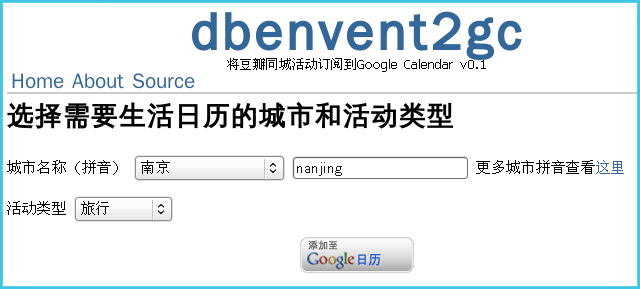 dbenvent2gc
将豆瓣同城活动订阅到Google Calendar v0.1
Home About Source
选择需要生活日历的城市和活动类型
城市名称（拼音） 南京 nanjing 更多城市拼音查看这里
活动类型 旅行
添加至
Google 日历